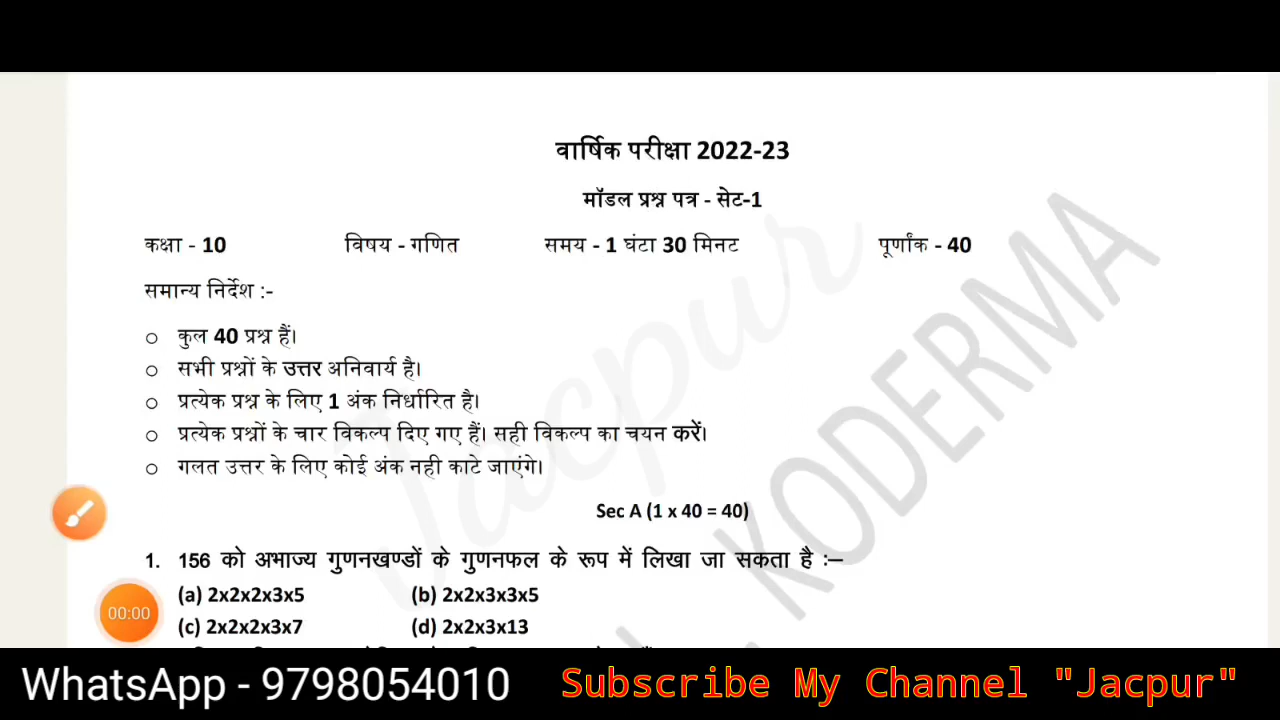 वार्षिक परीक्षा 2022-23
मॉडल प्रश्न पत्र - सेट-1
कक्षा - 10 विषय - गणित समय - 1 घंटा 30 मिनट पूर्णांक - 40
समान्य निर्देश :-
○ कुल 40 प्रश्न हैं।
○ सभी प्रश्नों के उत्तर अनिवार्य है।
○ प्रत्येक प्रश्न के लिए 1 अंक निर्धारित है।
○ प्रत्येक प्रश्नों के चार विकल्प दिए गए हैं। सही विकल्प का चयन करें।
○ गलत उत्तर के लिए कोई अंक नही काटे जाएंगे।
Sec A (1 x 40 = 40)
1. 156 को अभाज्य गुणनखण्डों के गुणनफल के रूप में लिखा जा सकता है :–
(a) 2x2x2x3x5 (b) 2x2x3x3x5
00:00
(c) 2x2x2x3x7 (d) 2x2x3x13
Jacpur
KODERMA
WhatsApp - 9798054010 Subscribe My Channel "Jacpur"